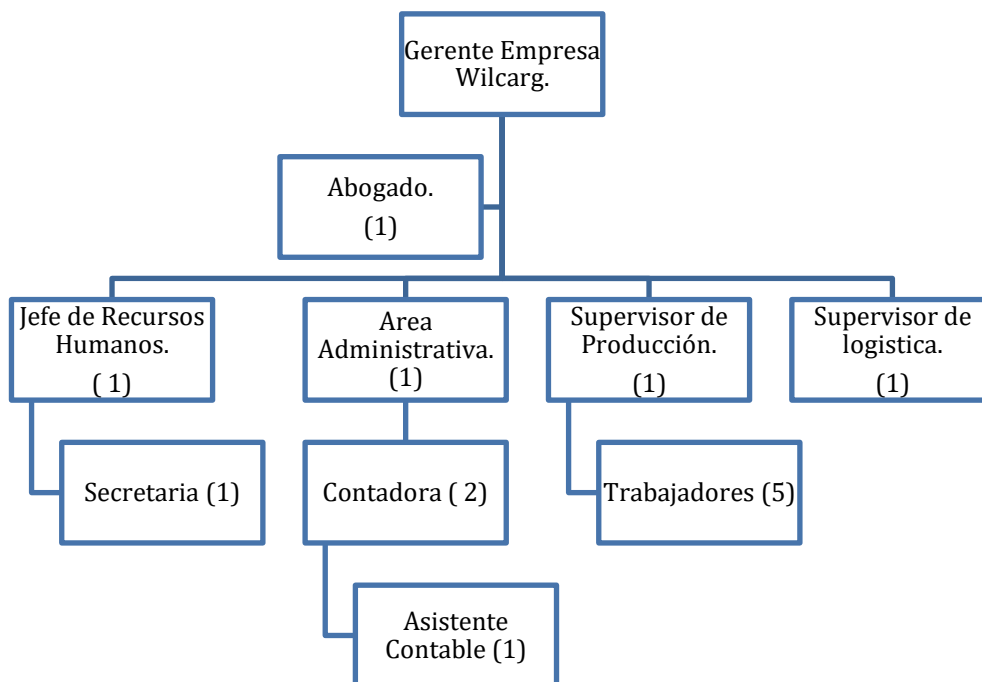 Gerente Empresa
Wilcarg.
Abogado.
(1)
Jefe de Recursos
Humanos.
( 1)
Area
Administrativa.
(1)
Supervisor de
Producción.
(1)
Supervisor de
logistica.
(1)
Secretaria (1)
Contadora ( 2)
Trabajadores (5)
Asistente
Contable (1)